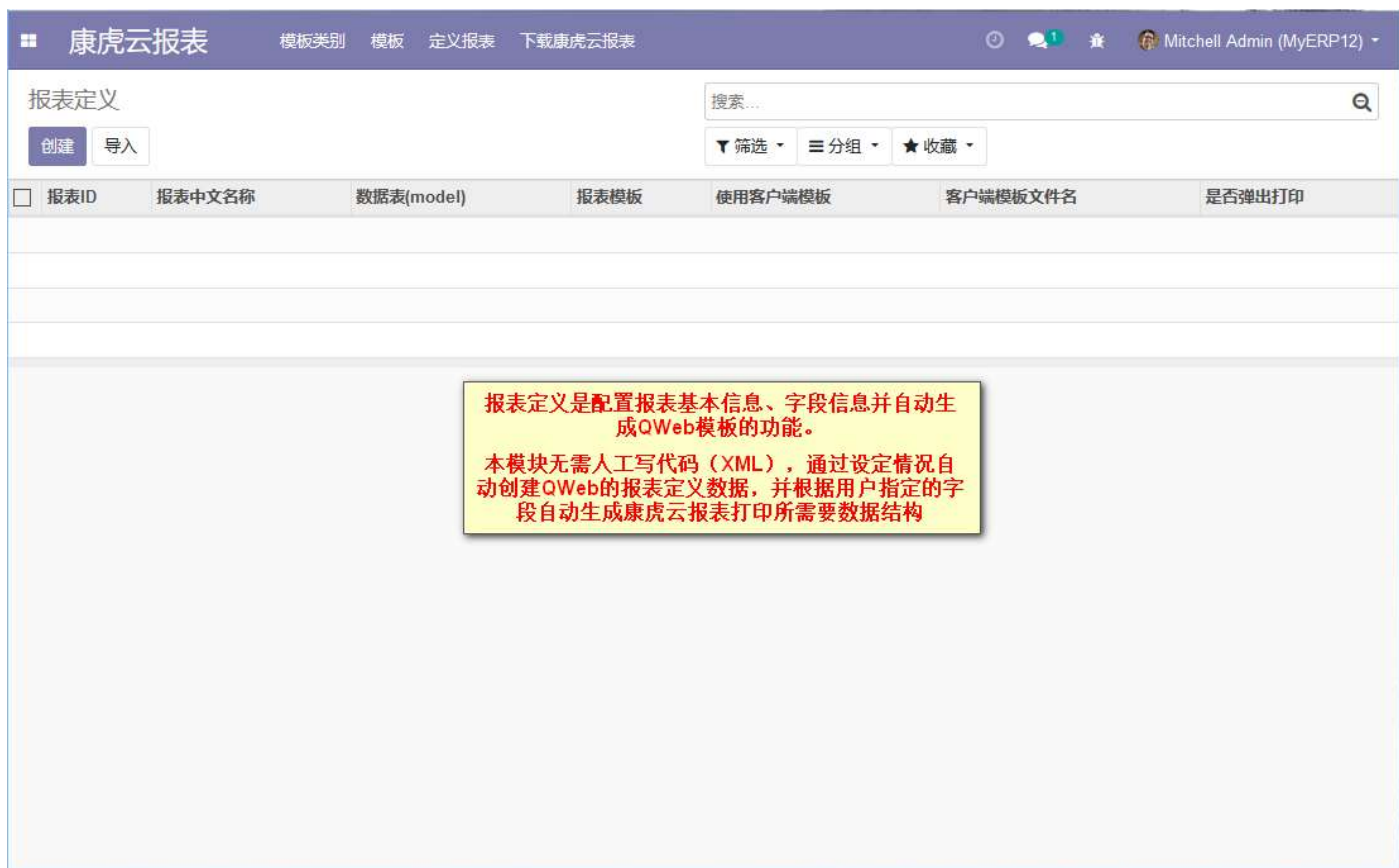 康虎云报表 模板类别 模板 定义报表 下载康虎云报表 1 Mitchell Admin (MyERP12)
报表定义 搜索...
创建 导入 筛选 分组 收藏
报表ID 报表中文名称 数据表(model) 报表模板 使用客户端模板 客户端模板文件名 是否弹出打印
报表定义是配置报表基本信息、字段信息并自动生
成QWeb模板的功能。
本模块无需人工写代码（XML），通过设定情况自
动创建QWeb的报表定义数据，并根据用户指定的字
段自动生成康虎云报表打印所需要数据结构